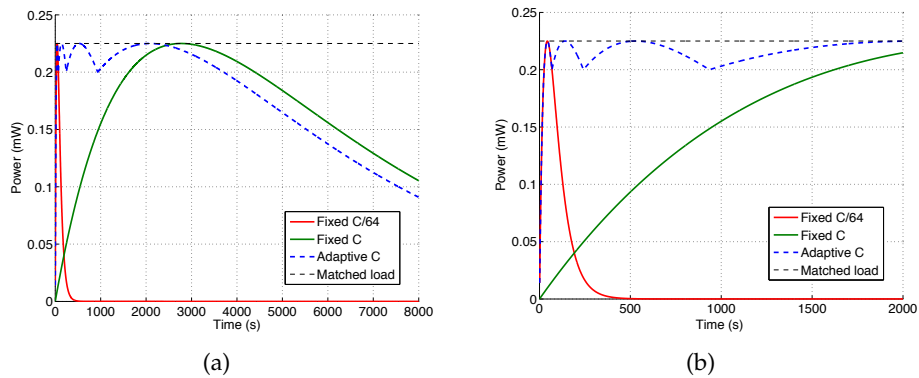 Power (mW)
0.25
0.2
0.15
0.1
0.05
0
0 1000 2000 3000 4000 5000 6000 7000 8000
Time (s)
Fixed C/64
Fixed C
Adaptive C
Matched load
(a)
Power (mW)
0.25
0.2
0.15
0.1
0.05
0
0 500 1000 1500 2000
Time (s)
Fixed C/64
Fixed C
Adaptive C
Matched load
(b)